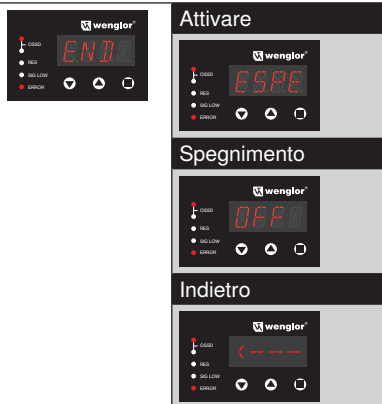 wenglor®
OSSD
RES
SIG LOW
ERROR
END
Attivare
wenglor®
OSSD
RES
SIG LOW
ERROR
ESPE
Spegnimento
wenglor®
OSSD
RES
SIG LOW
ERROR
OFF
Indietro
wenglor®
OSSD
RES
SIG LOW
ERROR
<----